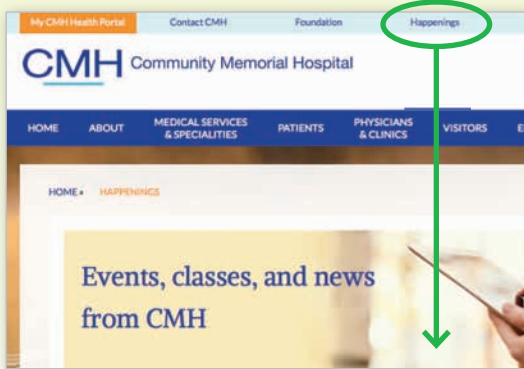 My CMH Health Portal Contact CMH Foundation Happenings
CMH Community Memorial Hospital
HOME ABOUT MEDICAL SERVICES & SPECIALITIES PATIENTS PHYSICIANS & CLINICS VISITORS E
HOME HAPPENINGS
Events, classes, and news
from CMH